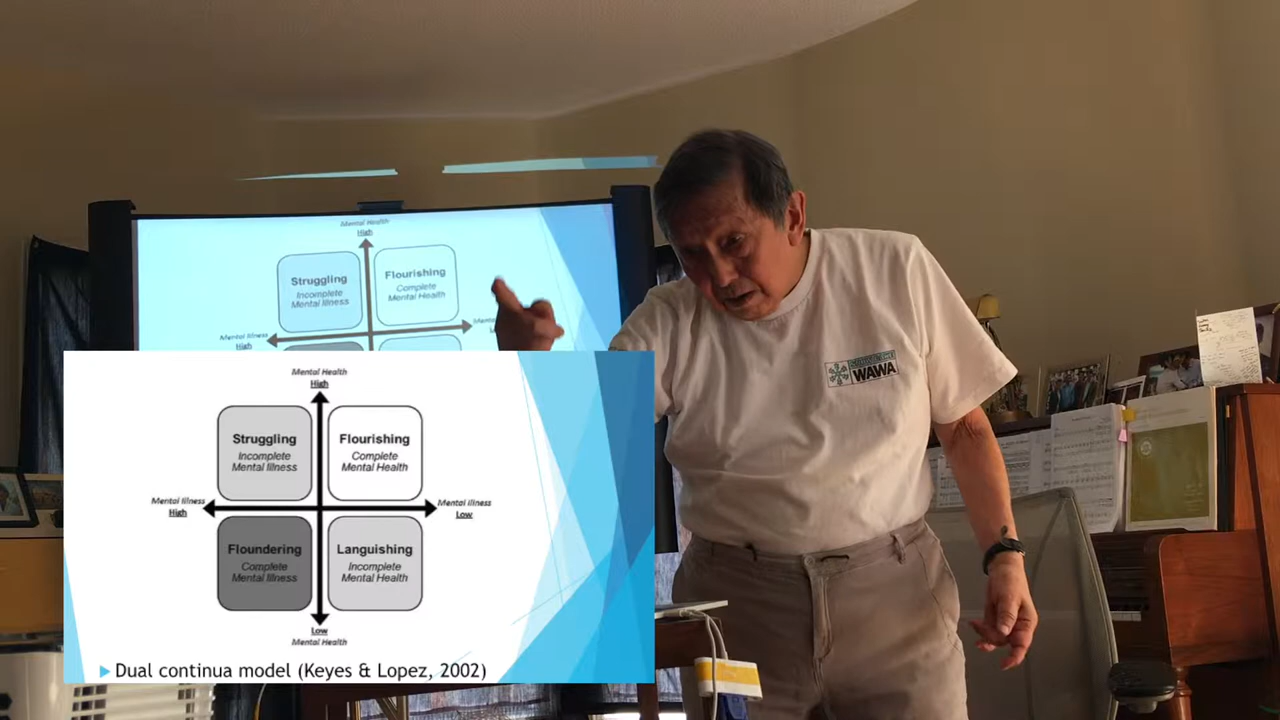 Mental Health
High
Struggling
Incomplete
Mental Illness
Flourishing
Complete
Mental Health
Mental Illness
High
WAWA
Mental Health
High
Struggling
Incomplete
Mental Illness
Flourishing
Complete
Mental Health
Mental Illness
High
Mental Illness
Low
Floundering
Complete
Mental Illness
Languishing
Incomplete
Mental Health
Low
Mental Health
Dual continua model (Keyes & Lopez, 2002)